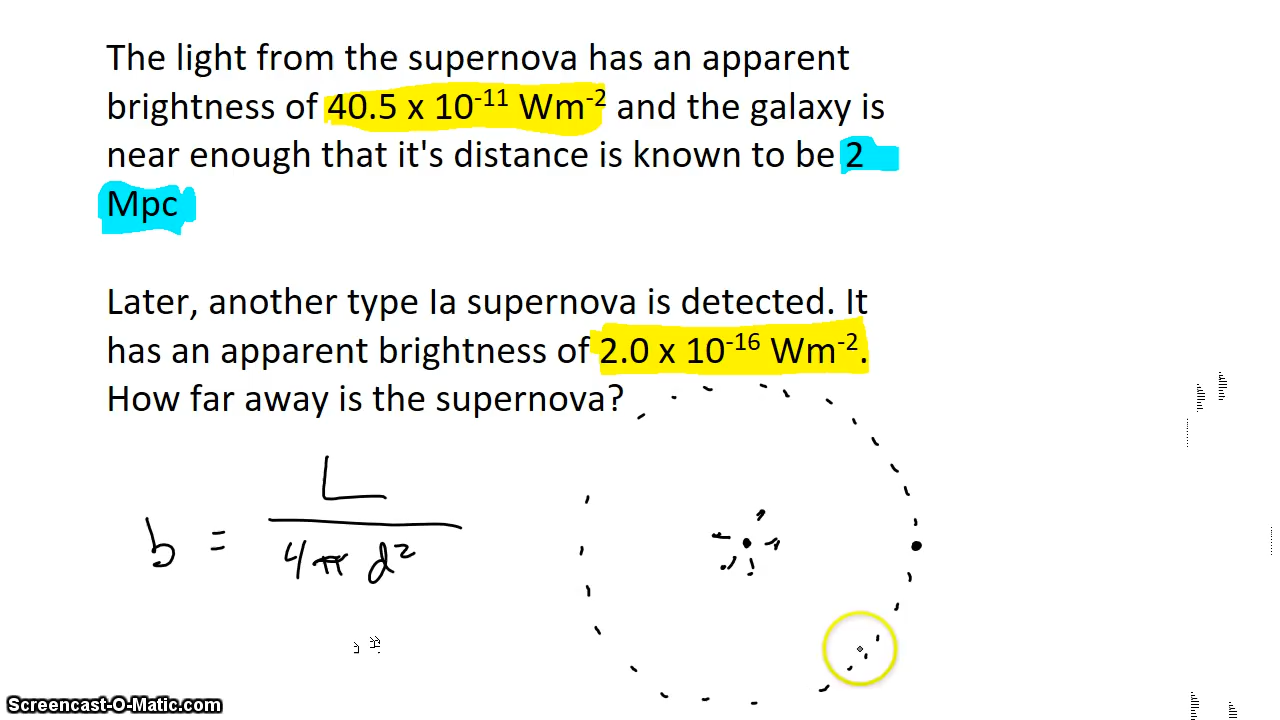 The light from the supernova has an apparent
brightness of 40.5 x 10⁻¹¹ Wm⁻² and the galaxy is
near enough that it's distance is known to be 2
Mpc
Later, another type Ia supernova is detected. It
has an apparent brightness of 2.0 x 10⁻¹⁶ Wm⁻².
How far away is the supernova?
b = L / 4π d²
Screencast-O-Matic.com